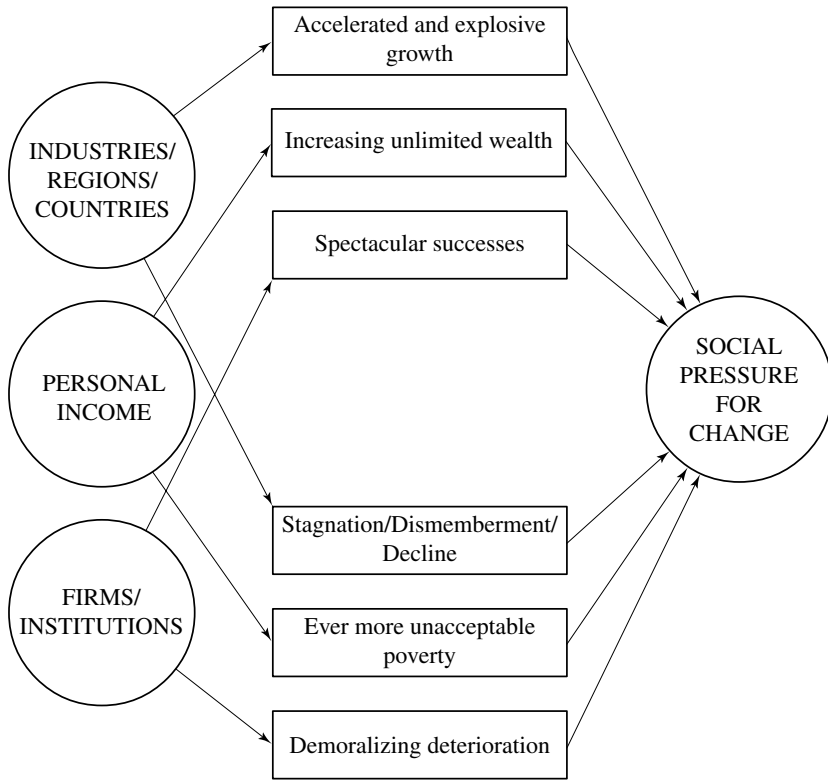 Accelerated and explosive
growth
INDUSTRIES/
REGIONS/
COUNTRIES
Increasing unlimited wealth
Spectacular successes
PERSONAL
INCOME
SOCIAL
PRESSURE
FOR
CHANGE
Stagnation/Dismemberment/
Decline
FIRMS/
INSTITUTIONS
Ever more unacceptable
poverty
Demoralizing deterioration